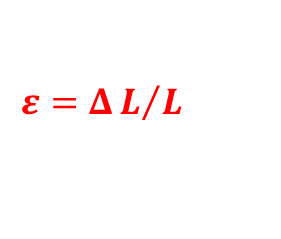 ε = Δ L/L